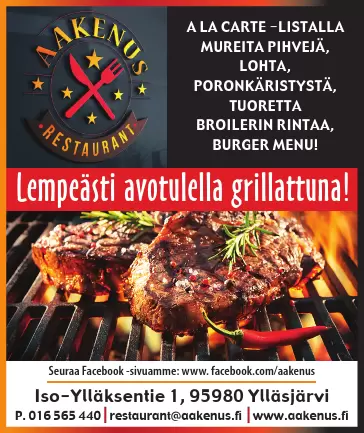 AAKENUS
RESTAURANT
A LA CARTE -LISTALLA
MUREITA PIHVEJÄ,
LOHTA,
PORONKÄRISTYSTÄ,
TUORETTA
BROILERIN RINTAA,
BURGER MENU!
Lempeästi avotulella grillattuna!
Seuraa Facebook -sivuamme: www. facebook.com/aakenus
Iso-Ylläksentie 1, 95980 Ylläsjärvi
P. 016 565 440 | restaurant@aakenus.fi | www.aakenus.fi